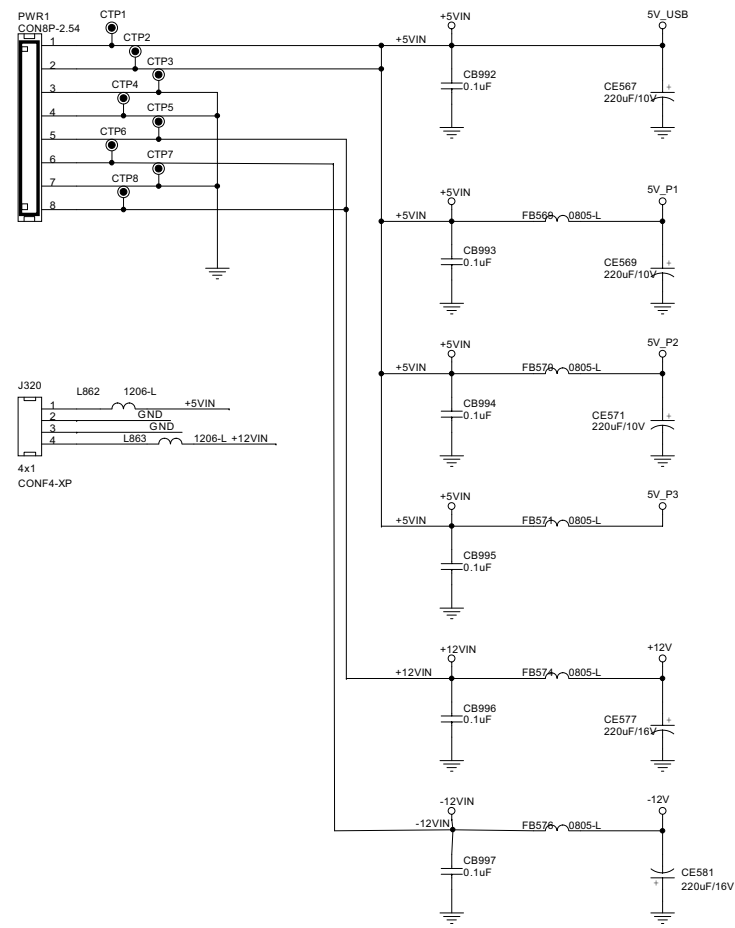 PWR1
CON8P-2.54
CTP1
CTP2
CTP3
CTP4
CTP5
CTP6
CTP7
CTP8
1
2
3
4
5
6
7
8
+5VIN
+5VIN
5V_USB
CB992
0.1uF
CE567
220uF/10V
+5VIN
+5VIN
FB569
0805-L
5V_P1
CB993
0.1uF
CE569
220uF/10V
+5VIN
+5VIN
FB570
0805-L
5V_P2
CB994
0.1uF
CE571
220uF/10V
J320
1
2
3
4
L862
1206-L
+5VIN
GND
GND
L863
1206-L
+12VIN
4x1
CONF4-XP
+5VIN
+5VIN
FB571
0805-L
5V_P3
CB995
0.1uF
+12VIN
+12VIN
FB574
0805-L
+12V
CB996
0.1uF
CE577
220uF/16V
-12VIN
-12VIN
FB576
0805-L
-12V
CB997
0.1uF
CE581
220uF/16V